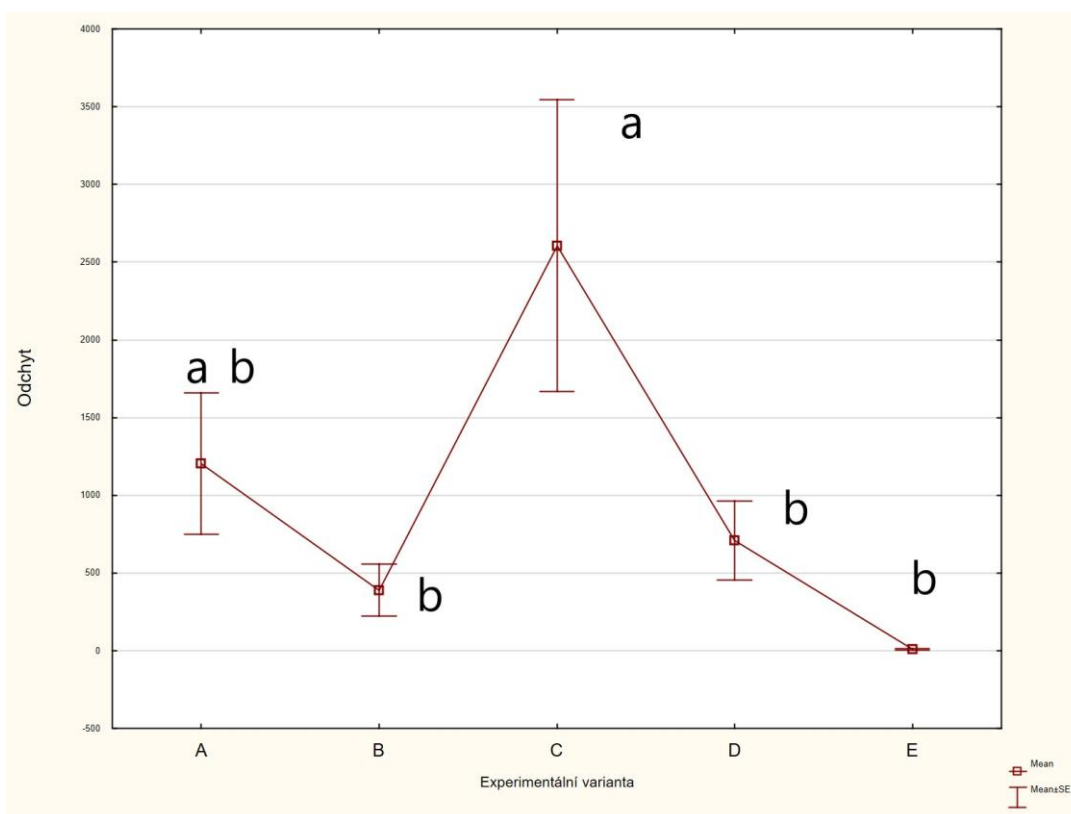 4000
3500
3000
2500
2000
1500
1000
500
0
-500
Odchyt
a b
b
a
b
b
A B C D E
Experimentální varianta
Mean
Mean±SE